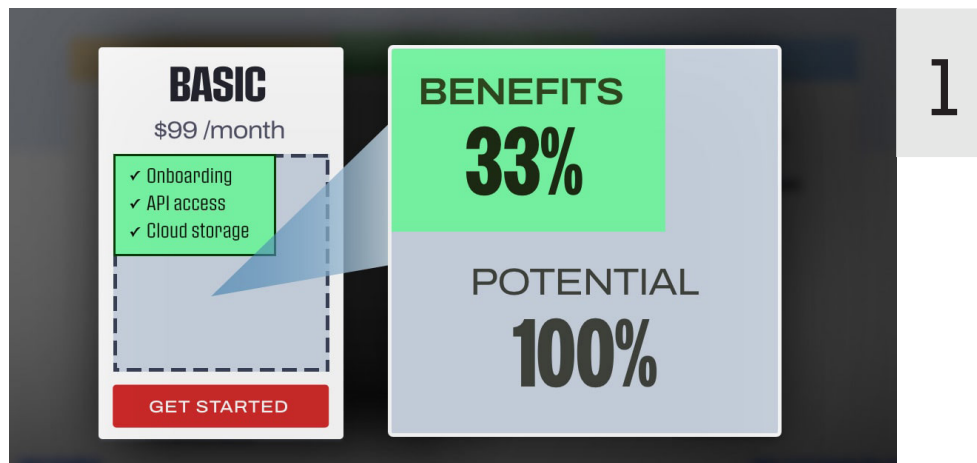 BASIC
$99 /month
✓ Onboarding
✓ API access
✓ Cloud storage
GET STARTED
BENEFITS
33%
POTENTIAL
100%
1